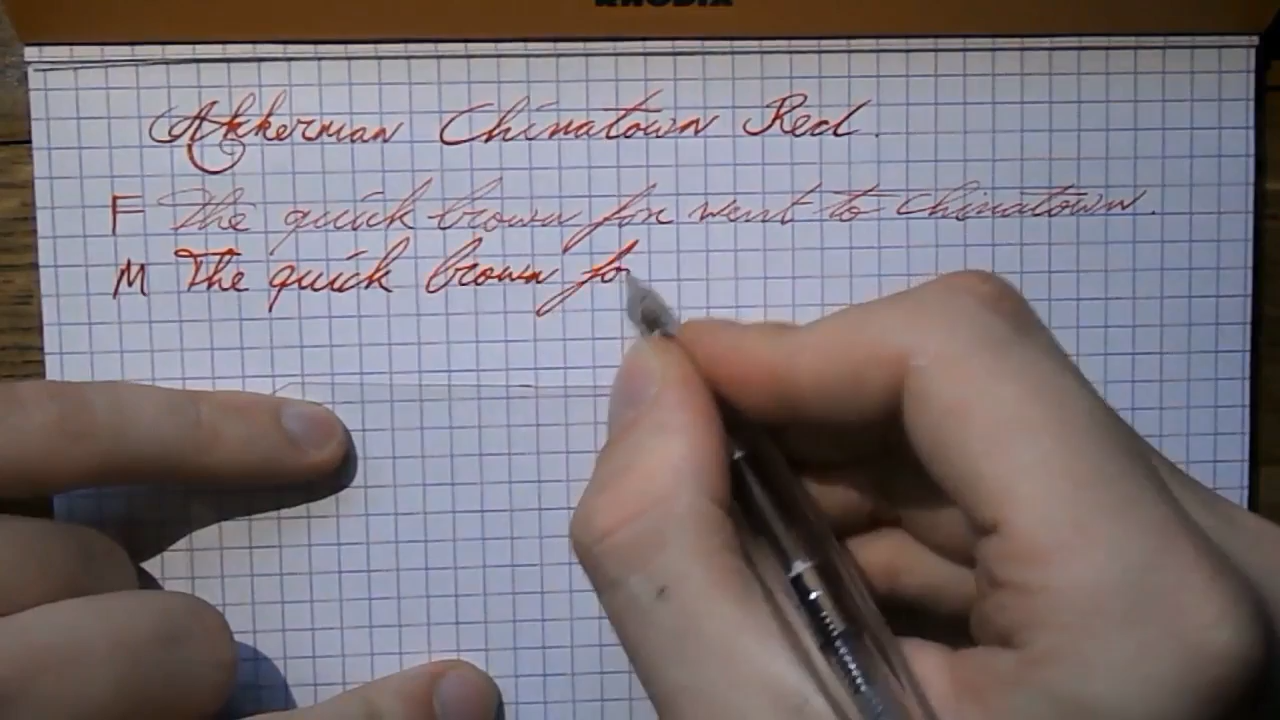 RHODIA
Akkerman Chinatown Red.
F The quick brown fox went to Chinatown.
M The quick brown fo